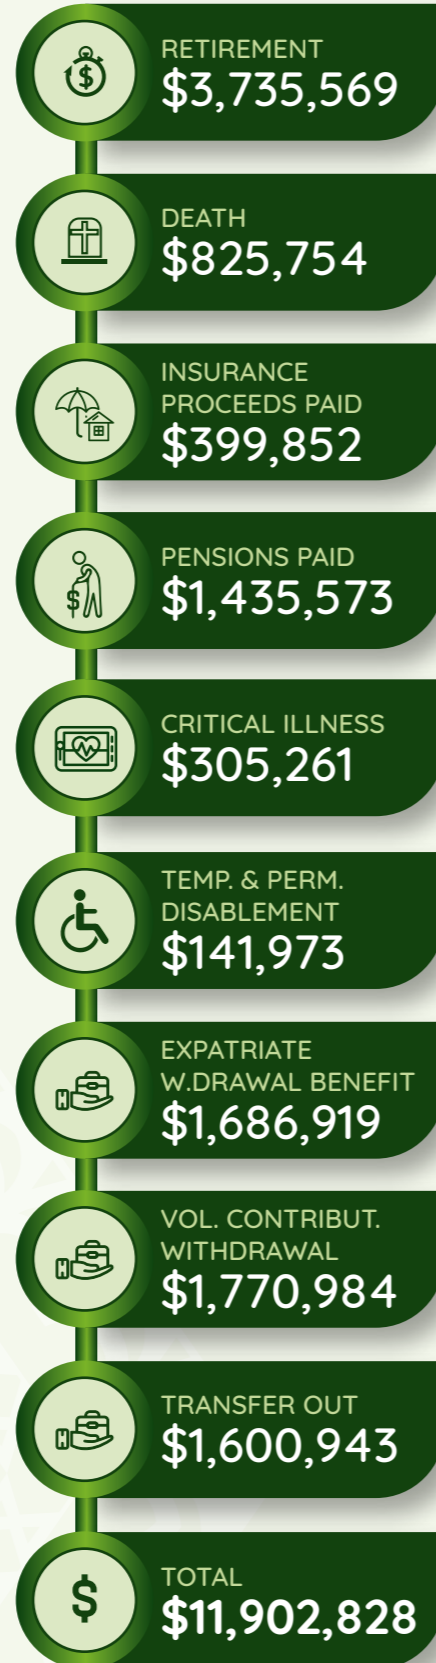 RETIREMENT
$3,735,569
DEATH
$825,754
INSURANCE
PROCEEDS PAID
$399,852
PENSIONS PAID
$1,435,573
CRITICAL ILLNESS
$305,261
TEMP. & PERM.
DISABLEMENT
$141,973
EXPATRIATE
W.DRAWAL BENEFIT
$1,686,919
VOL. CONTRIBUT.
WITHDRAWAL
$1,770,984
TRANSFER OUT
$1,600,943
TOTAL
$11,902,828